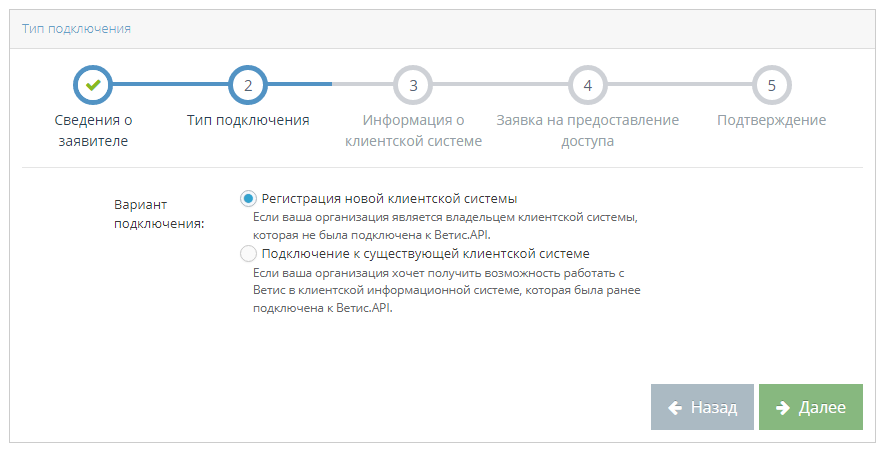 Тип подключения
2
3
4
5
Сведения о
заявителе
Тип подключения
Информация о
клиентской системе
Заявка на предоставление
доступа
Подтверждение
Вариант
подключения:
Регистрация новой клиентской системы
Если ваша организация является владельцем клиентской системы,
которая не была подключена к Ветис.API.
Подключение к существующей клиентской системе
Если ваша организация хочет получить возможность работать с
Ветис в клиентской информационной системе, которая была ранее
подключена к Ветис.API.
Назад
Далее